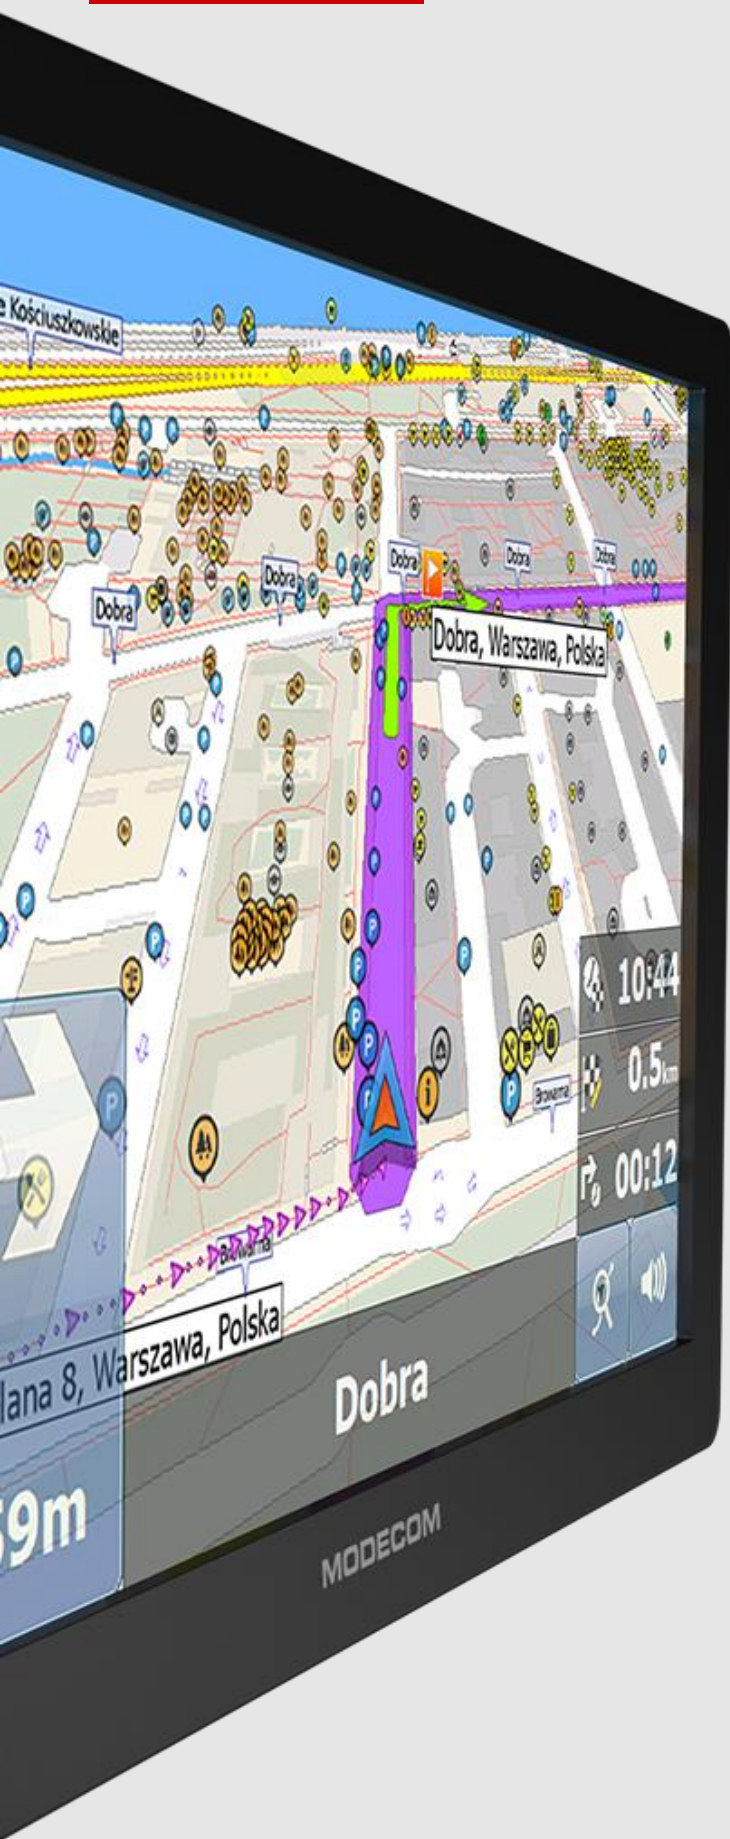 e Kościuszkowskie
Dobra
Dobra
Dobra
Dobra
Dobra
Dobra, Warszawa, Polska
10:44
0.5km
Browarna
00:12
Browarna
lana 8, Warszawa, Polska
Dobra
59m
MODECOM